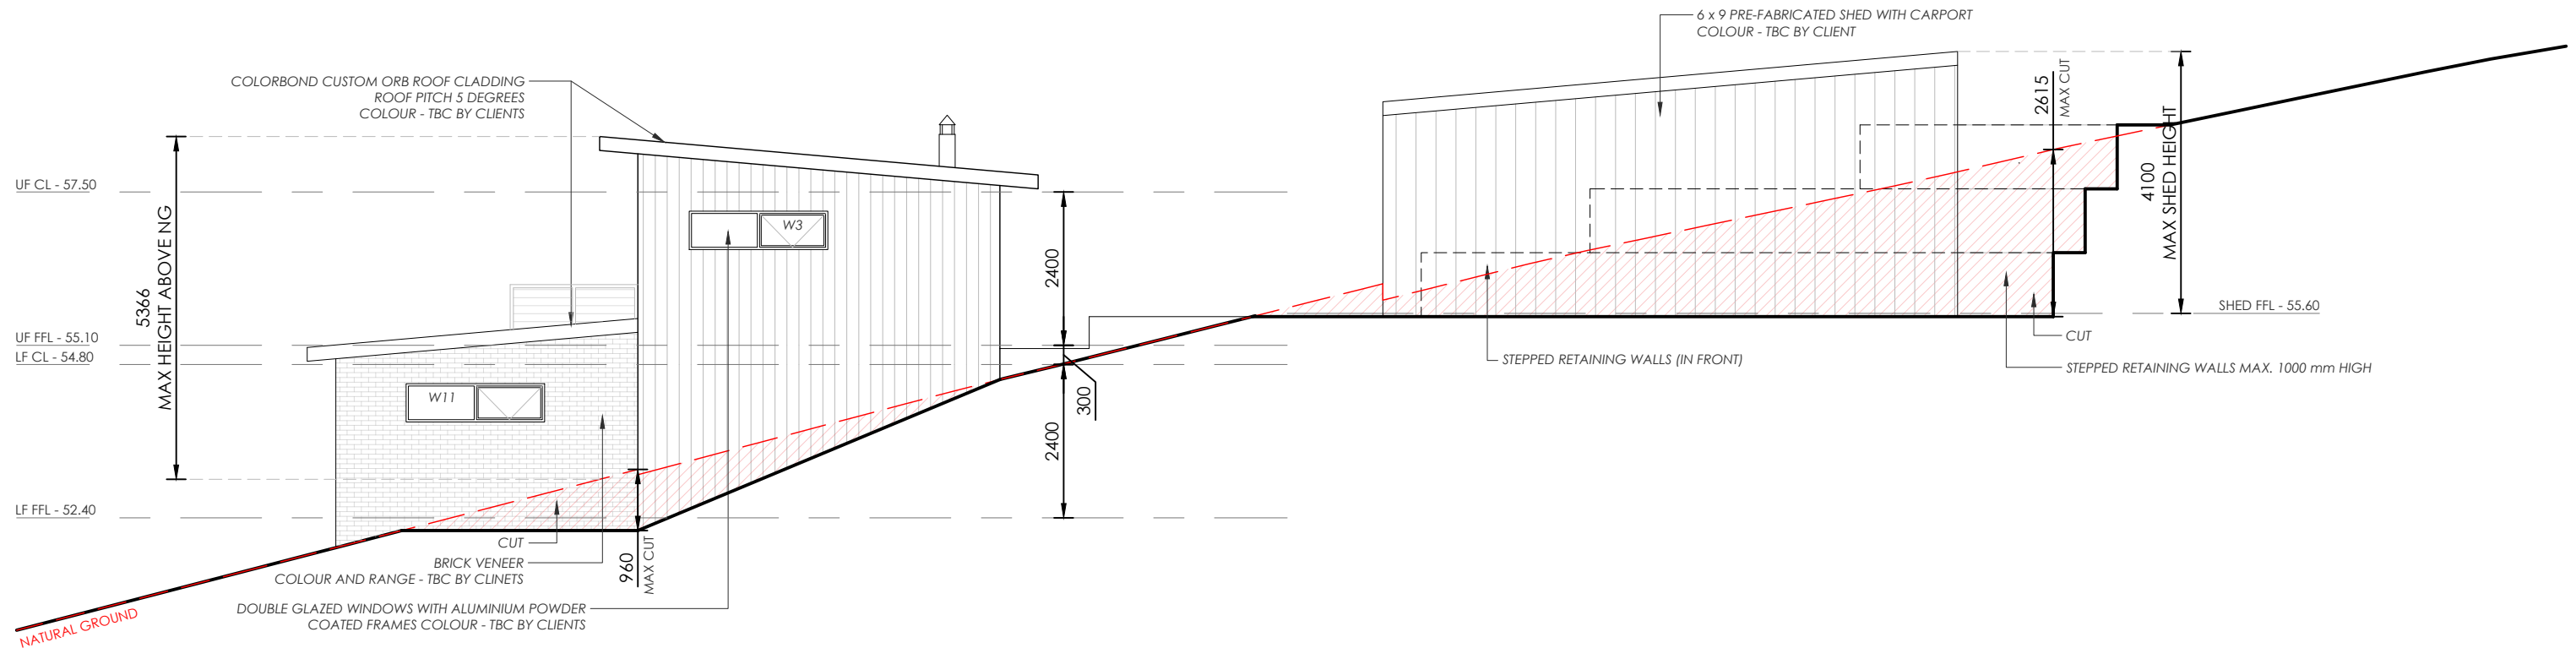 6 x 9 PRE-FABRICATED SHED WITH CARPORT
COLOUR - TBC BY CLIENT
COLORBOND CUSTOM ORB ROOF CLADDING
ROOF PITCH 5 DEGREES
COLOUR - TBC BY CLIENTS
UF CL - 57.50
5366
MAX HEIGHT ABOVE NG
UF FFL - 55.10
LF CL - 54.80
LF FFL - 52.40
W3
W11
2400
300
2400
2615
MAX CUT
4100
MAX SHED HEIGHT
SHED FFL - 55.60
CUT
STEPPED RETAINING WALLS (IN FRONT)
STEPPED RETAINING WALLS MAX. 1000 mm HIGH
CUT
BRICK VENEER
COLOUR AND RANGE - TBC BY CLINETS
960
MAX CUT
DOUBLE GLAZED WINDOWS WITH ALUMINIUM POWDER
COATED FRAMES COLOUR - TBC BY CLIENTS
NATURAL GROUND